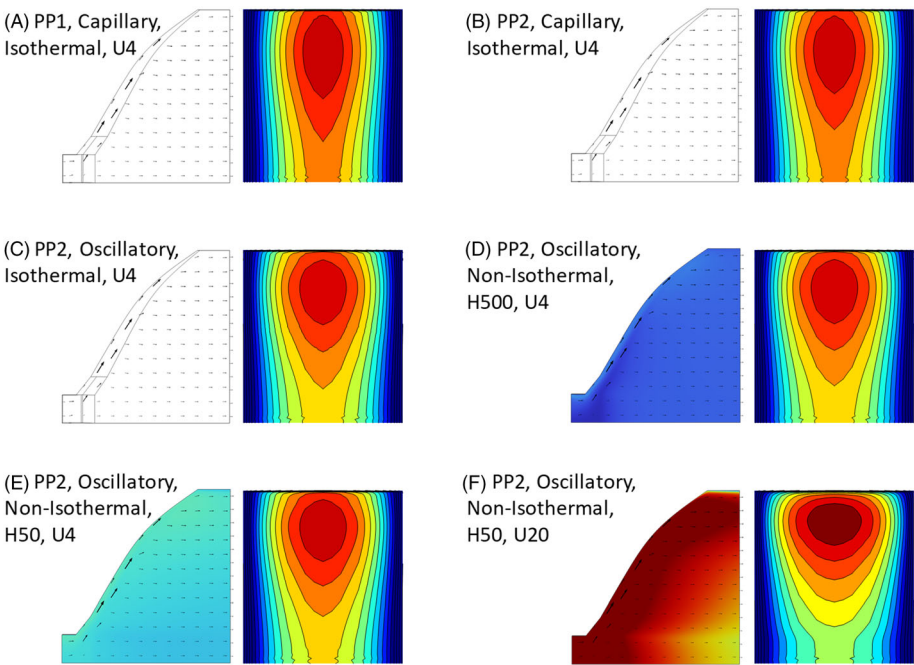 (A) PP1, Capillary,
Isothermal, U4
(B) PP2, Capillary,
Isothermal, U4
(C) PP2, Oscillatory,
Isothermal, U4
(D) PP2, Oscillatory,
Non-Isothermal,
H500, U4
(E) PP2, Oscillatory,
Non-Isothermal,
H50, U4
(F) PP2, Oscillatory,
Non-Isothermal,
H50, U20